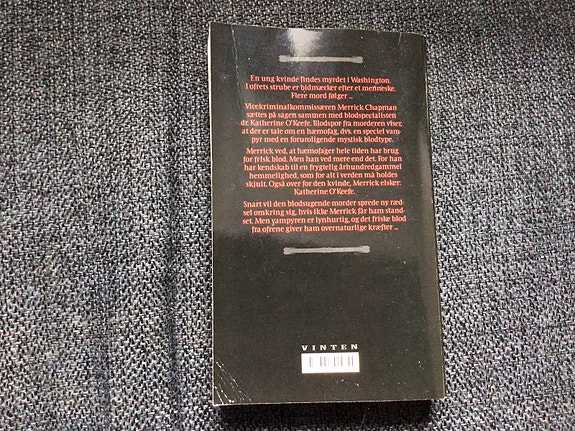 En ung kvinde findes myrdet i Washington.
I ofrets strube er bidmærker efter et menneske.
Flere mord følger ...
Vicekriminalkommissæren Merrick Chapman
sættes på sagen sammen med blodspecialisten
dr. Katherine O'Keefe. Blodspor fra morderen viser,
at der er tale om en hæmofag, dvs. en speciel vam-
pyr med en foruroligende mystisk blodtype.
Merrick ved, at hæmofager hele tiden har brug
for frisk blod. Men han ved mere end det. For han
har kendskab til en frygtelig århundredgammel
hemmelighed, som for alt i verden må holdes
skjult. Også over for den kvinde, Merrick elsker:
Katherine O'Keefe.
Snart vil den blodsugende morder sprede ny ræd-
sel omkring sig, hvis ikke Merrick får ham stand-
set. Men vampyren er lynhurtig, og det friske blod
fra ofrene giver ham overnaturlige kræfter ...
VINTEN